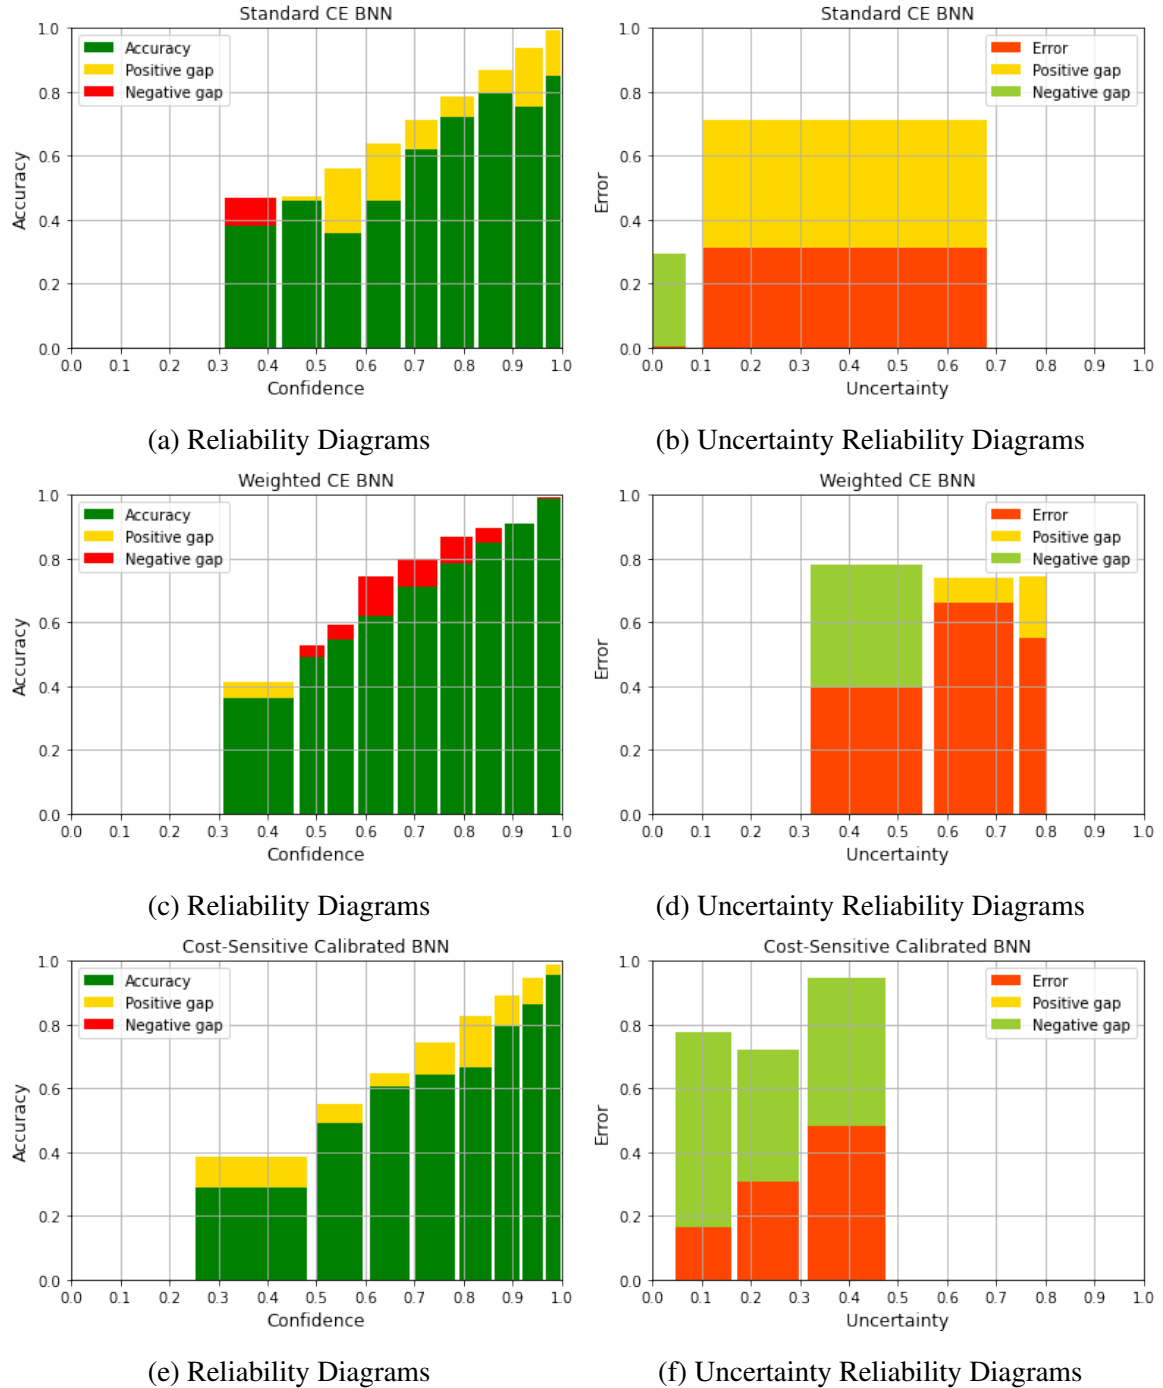 Standard CE BNN
Accuracy
Positive gap
Negative gap
1.0
0.8
0.6
0.4
0.2
0.0
Accuracy
0.0 0.1 0.2 0.3 0.4 0.5 0.6 0.7 0.8 0.9 1.0
Confidence
(a) Reliability Diagrams
Standard CE BNN
Error
Positive gap
Negative gap
1.0
0.8
0.6
0.4
0.2
0.0
Error
0.0 0.1 0.2 0.3 0.4 0.5 0.6 0.7 0.8 0.9 1.0
Uncertainty
(b) Uncertainty Reliability Diagrams
Weighted CE BNN
Accuracy
Positive gap
Negative gap
1.0
0.8
0.6
0.4
0.2
0.0
Accuracy
0.0 0.1 0.2 0.3 0.4 0.5 0.6 0.7 0.8 0.9 1.0
Confidence
(c) Reliability Diagrams
Weighted CE BNN
Error
Positive gap
Negative gap
1.0
0.8
0.6
0.4
0.2
0.0
Error
0.0 0.1 0.2 0.3 0.4 0.5 0.6 0.7 0.8 0.9 1.0
Uncertainty
(d) Uncertainty Reliability Diagrams
Cost-Sensitive Calibrated BNN
Accuracy
Positive gap
Negative gap
1.0
0.8
0.6
0.4
0.2
0.0
Accuracy
0.0 0.1 0.2 0.3 0.4 0.5 0.6 0.7 0.8 0.9 1.0
Confidence
(e) Reliability Diagrams
Cost-Sensitive Calibrated BNN
Error
Positive gap
Negative gap
1.0
0.8
0.6
0.4
0.2
0.0
Error
0.0 0.1 0.2 0.3 0.4 0.5 0.6 0.7 0.8 0.9 1.0
Uncertainty
(f) Uncertainty Reliability Diagrams